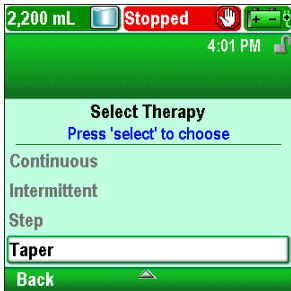 2,200 mL Stopped
4:01 PM
Select Therapy
Press 'select' to choose
Continuous
Intermittent
Step
Taper
Back